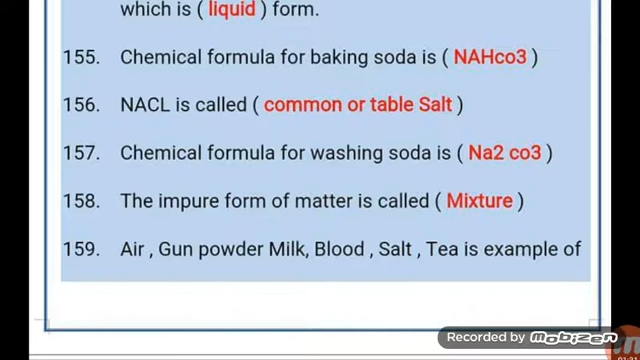 which is ( liquid ) form.
155. Chemical formula for baking soda is ( NAHco3 )
156. NACL is called ( common or table Salt )
157. Chemical formula for washing soda is ( Na2 co3 )
158. The impure form of matter is called ( Mixture )
159. Air , Gun powder Milk, Blood , Salt , Tea is example of
Recorded by Mobizen